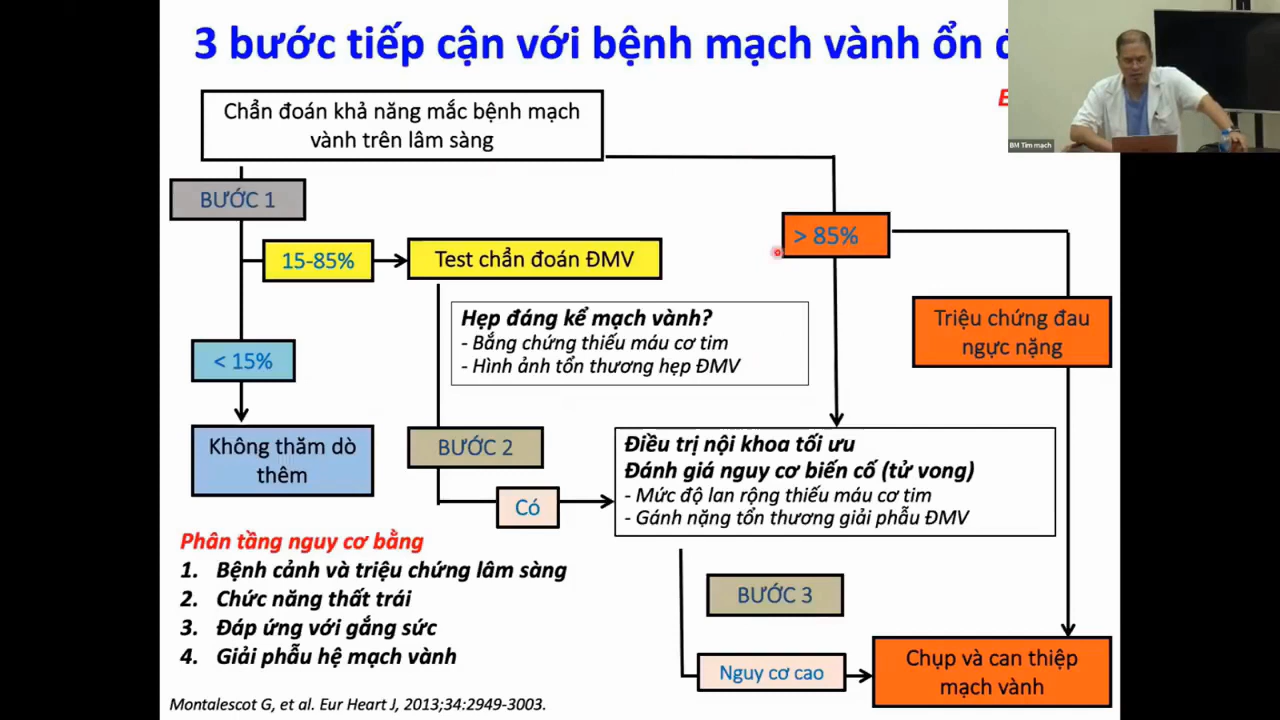 3 bước tiếp cận với bệnh mạch vành ổn
BM Tim mạch
Chẩn đoán khả năng mắc bệnh mạch
vành trên lâm sàng
BƯỚC 1
> 85%
15-85%
Test chẩn đoán ĐMV
Triệu chứng đau
ngực nặng
Hẹp đáng kể mạch vành?
- Bằng chứng thiếu máu cơ tim
- Hình ảnh tổn thương hẹp ĐMV
< 15%
Không thăm dò
thêm
BƯỚC 2
Có
Điều trị nội khoa tối ưu
Đánh giá nguy cơ biến cố (tử vong)
- Mức độ lan rộng thiếu máu cơ tim
- Gánh nặng tổn thương giải phẫu ĐMV
Phân tầng nguy cơ bằng
1. Bệnh cảnh và triệu chứng lâm sàng
2. Chức năng thất trái
3. Đáp ứng với gắng sức
4. Giải phẫu hệ mạch vành
BƯỚC 3
Nguy cơ cao
Chụp và can thiệp
mạch vành
Montalescot G, et al. Eur Heart J, 2013;34:2949-3003.